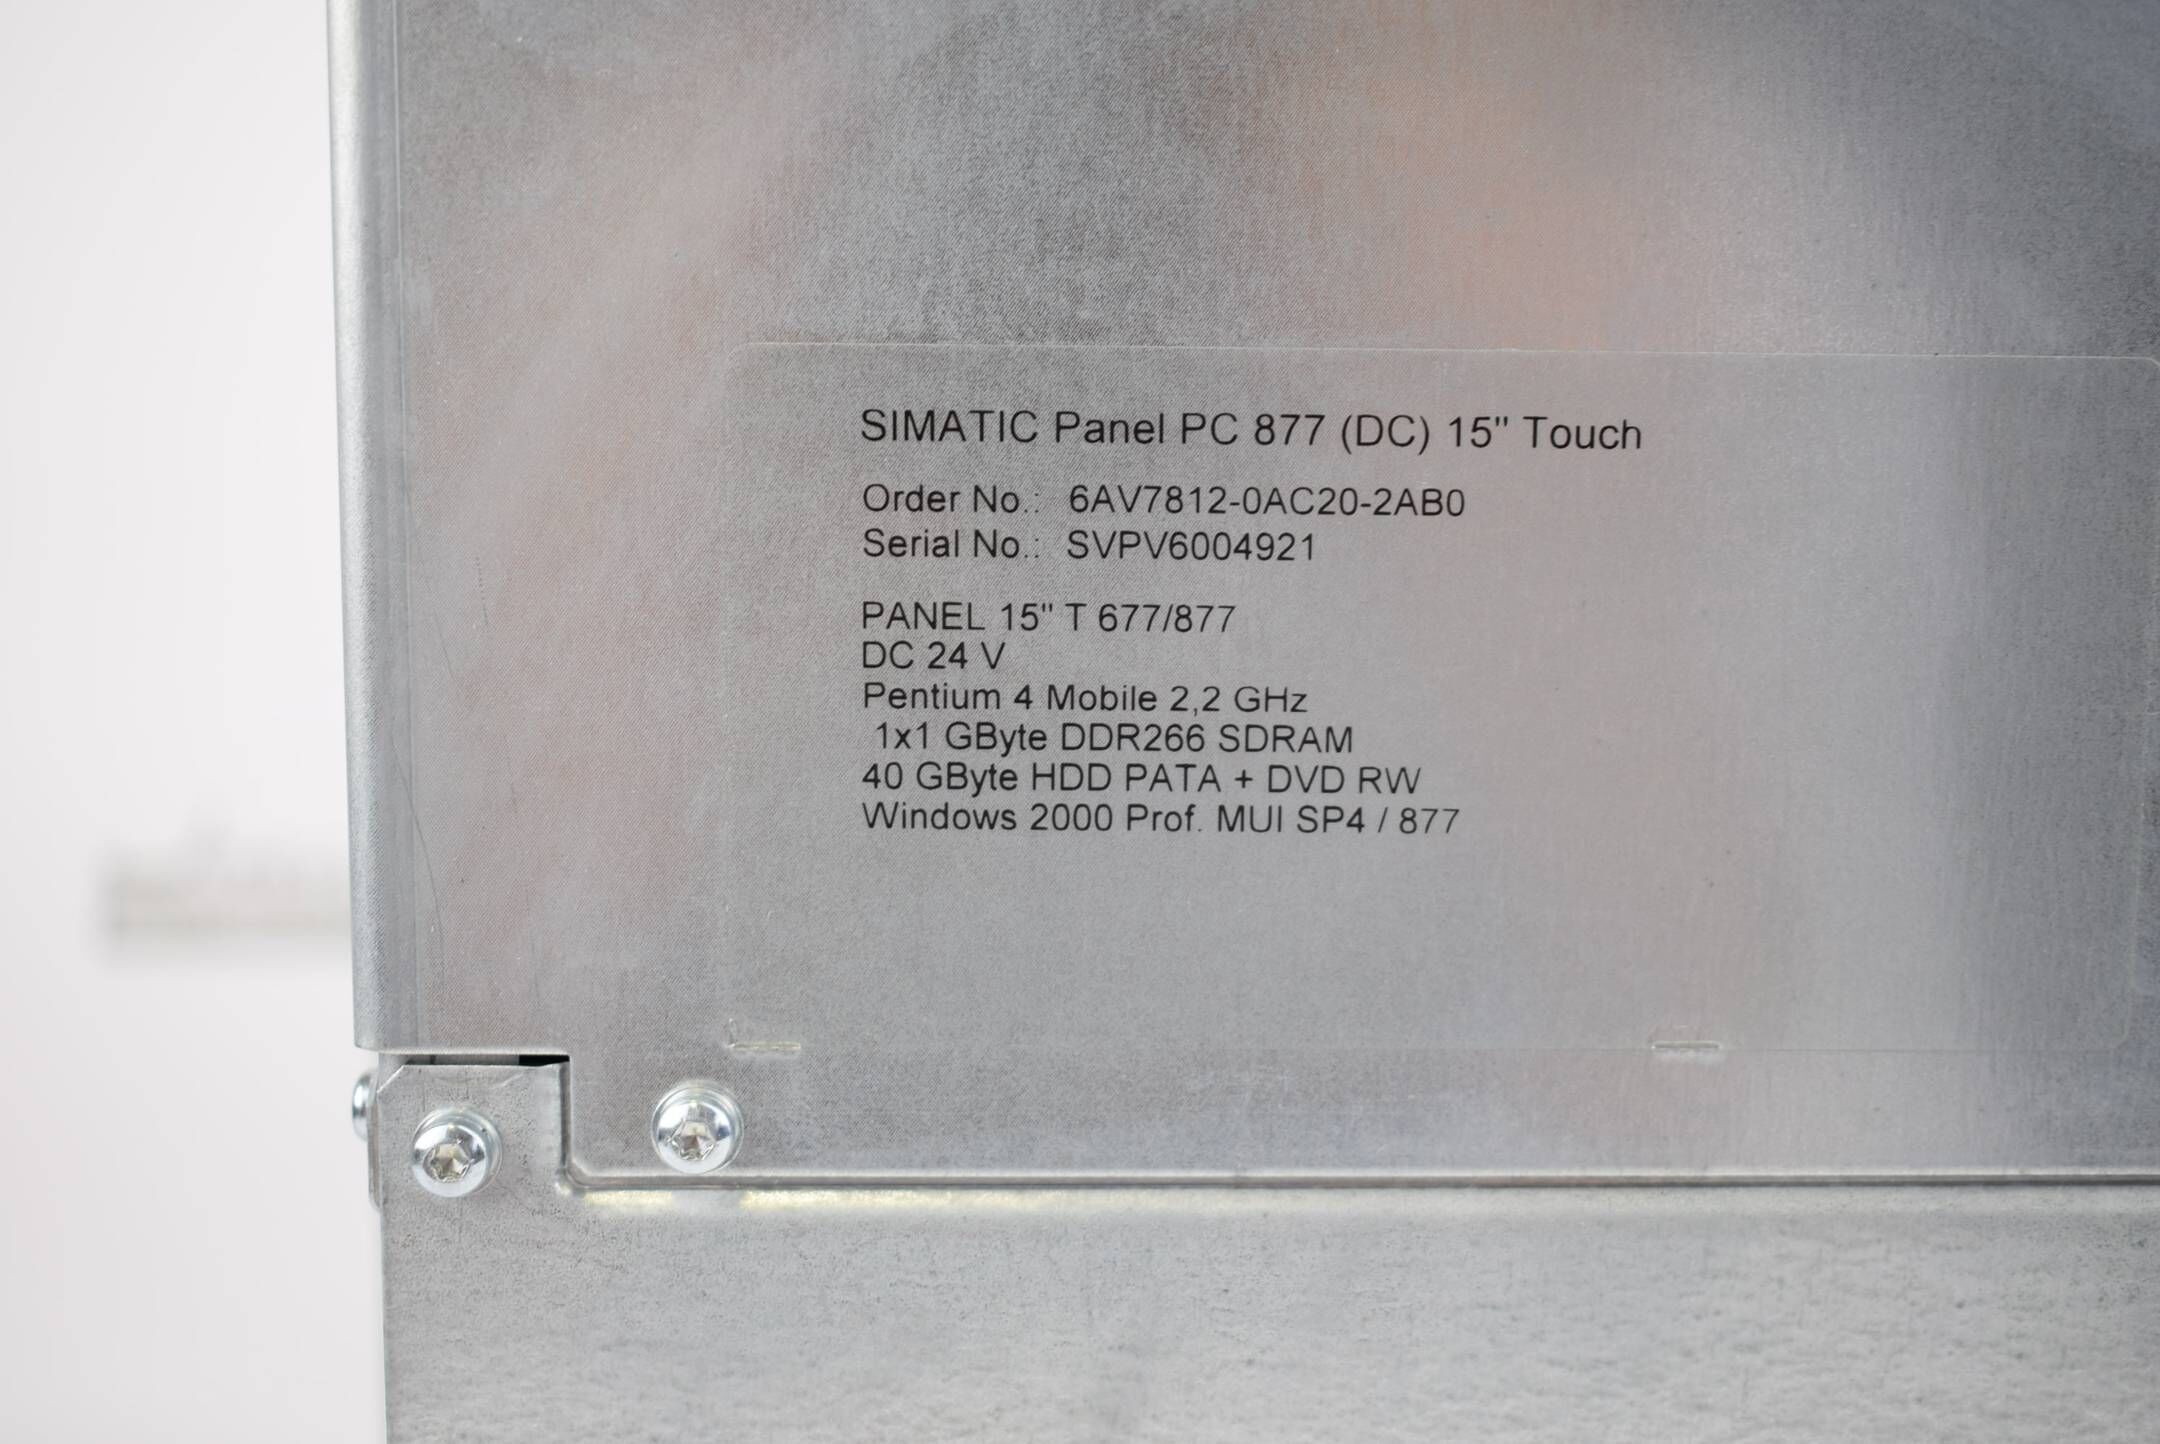 SIMATIC Panel PC 877 (DC) 15" Touch
Order No.: 6AV7812-0AC20-2AB0
Serial No.: SVPV6004921
PANEL 15" T 677/877
DC 24 V
Pentium 4 Mobile 2,2 GHz
1x1 GByte DDR266 SDRAM
40 GByte HDD PATA + DVD RW
Windows 2000 Prof. MUI SP4 / 877